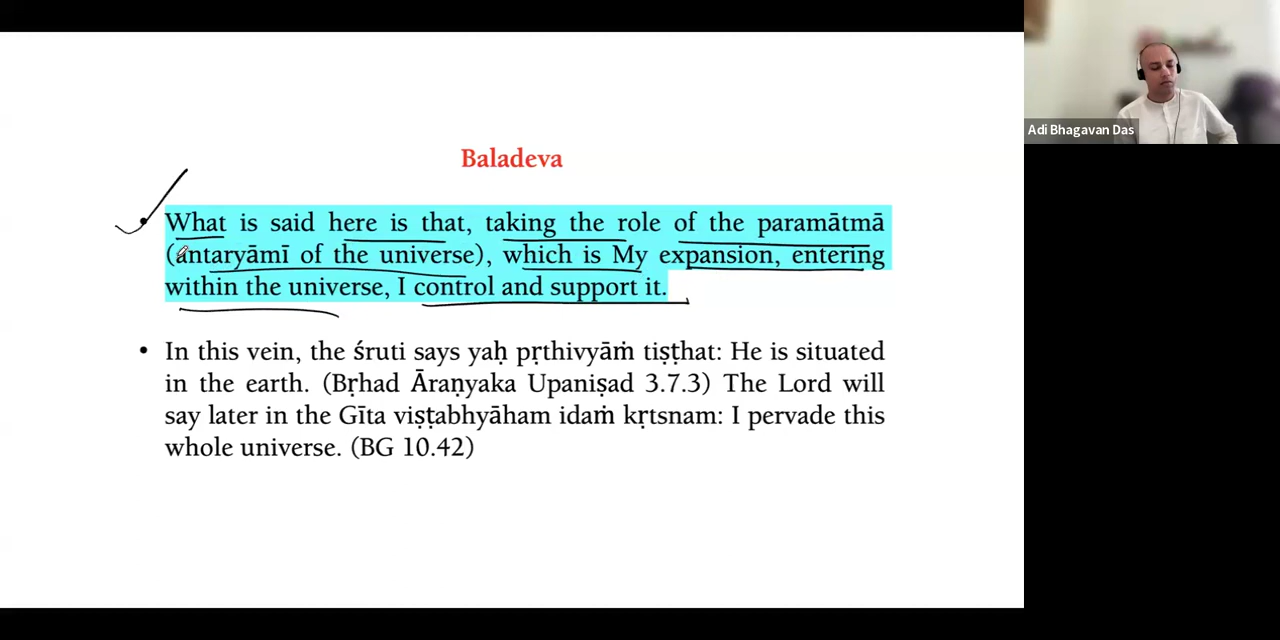 Baladeva
• What is said here is that, taking the role of the paramātmā
(antaryāmī of the universe), which is My expansion, entering
within the universe, I control and support it.
• In this vein, the śruti says yaḥ pṛthivyāṁ tiṣṭhat: He is situated
in the earth. (Bṛhad Āraṇyaka Upaniṣad 3.7.3) The Lord will
say later in the Gīta viṣṭabhyāham idaṁ kṛtsnam: I pervade this
whole universe. (BG 10.42)
Adi Bhagavan Das